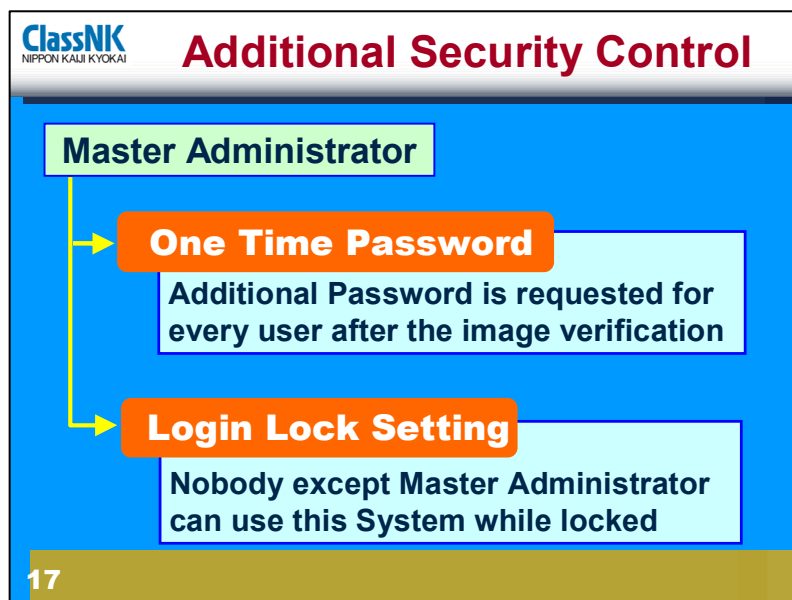 ClassNK
NIPPON KAIJI KYOKAI
Additional Security Control
Master Administrator
One Time Password
Additional Password is requested for
every user after the image verification
Login Lock Setting
Nobody except Master Administrator
can use this System while locked
17